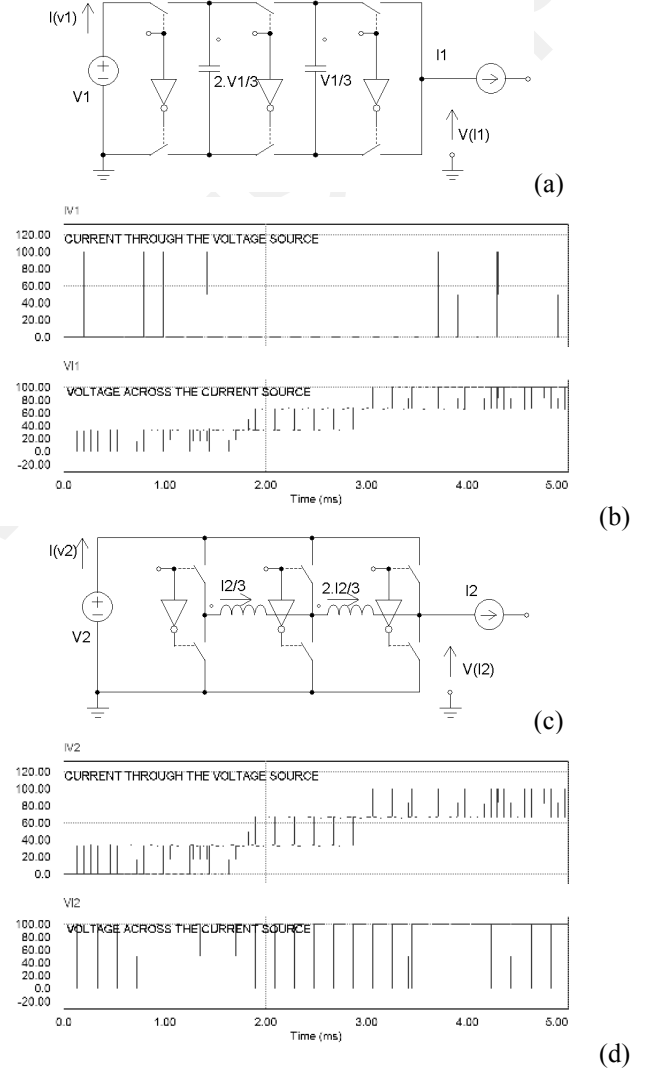 I(v1)
V1
2.V1/3
V1/3
I1
V(I1)
(a)
IV1
CURRENT THROUGH THE VOLTAGE SOURCE
120.00
100.00
80.00
60.00
40.00
20.00
0.0
VI1
VOLTAGE ACROSS THE CURRENT SOURCE
100.00
80.00
60.00
40.00
20.00
0.0
-20.00
0.0 1.00 2.00 3.00 4.00 5.00
Time (ms)
(b)
I(v2)
V2
I2/3
2.I2/3
I2
V(I2)
(c)
IV2
CURRENT THROUGH THE VOLTAGE SOURCE
120.00
100.00
80.00
60.00
40.00
20.00
0.0
VI2
VOLTAGE ACROSS THE CURRENT SOURCE
100.00
80.00
60.00
40.00
20.00
0.0
-20.00
0.0 1.00 2.00 3.00 4.00 5.00
Time (ms)
(d)